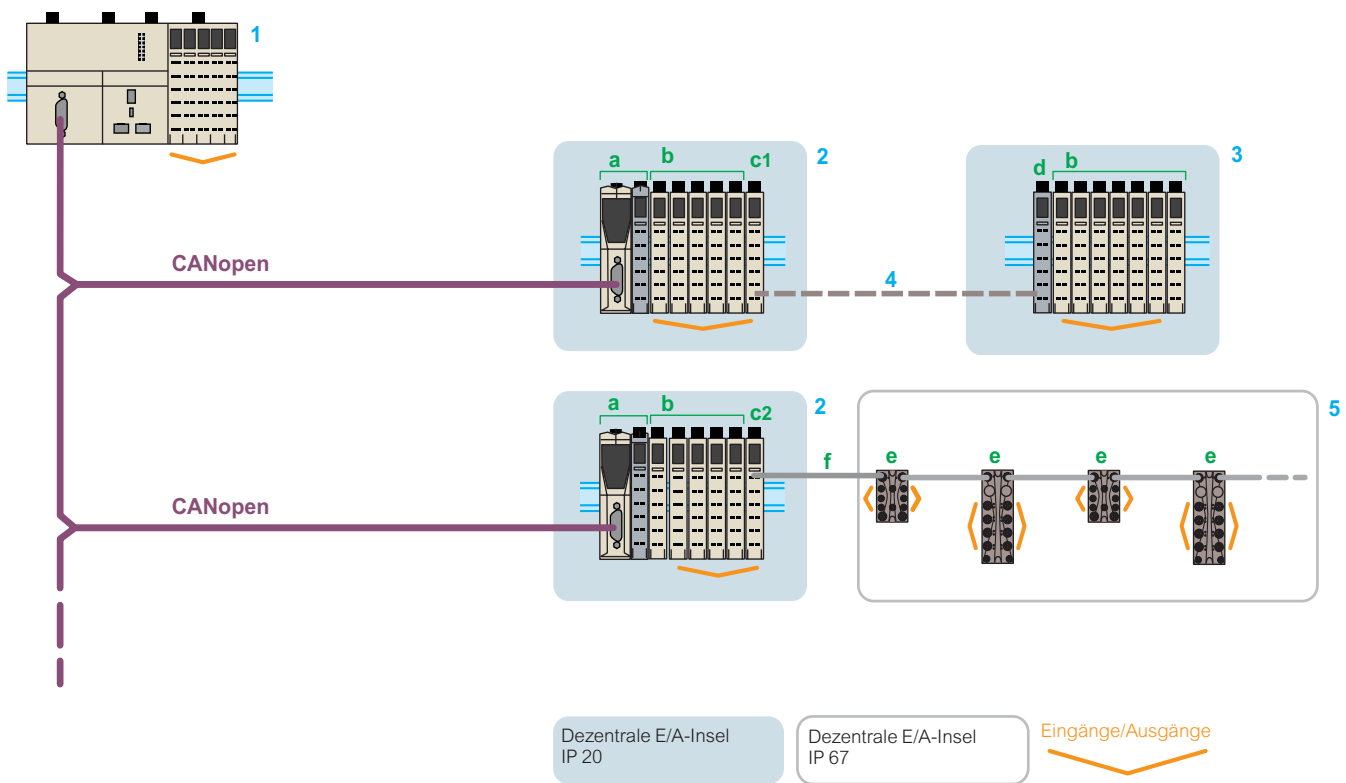 1
2
a b c1
3
d b
CANopen
4
2
a b c2
5
f
e e e e
CANopen
Dezentrale E/A-Insel
IP 20
Dezentrale E/A-Insel
IP 67
Eingänge/Ausgänge